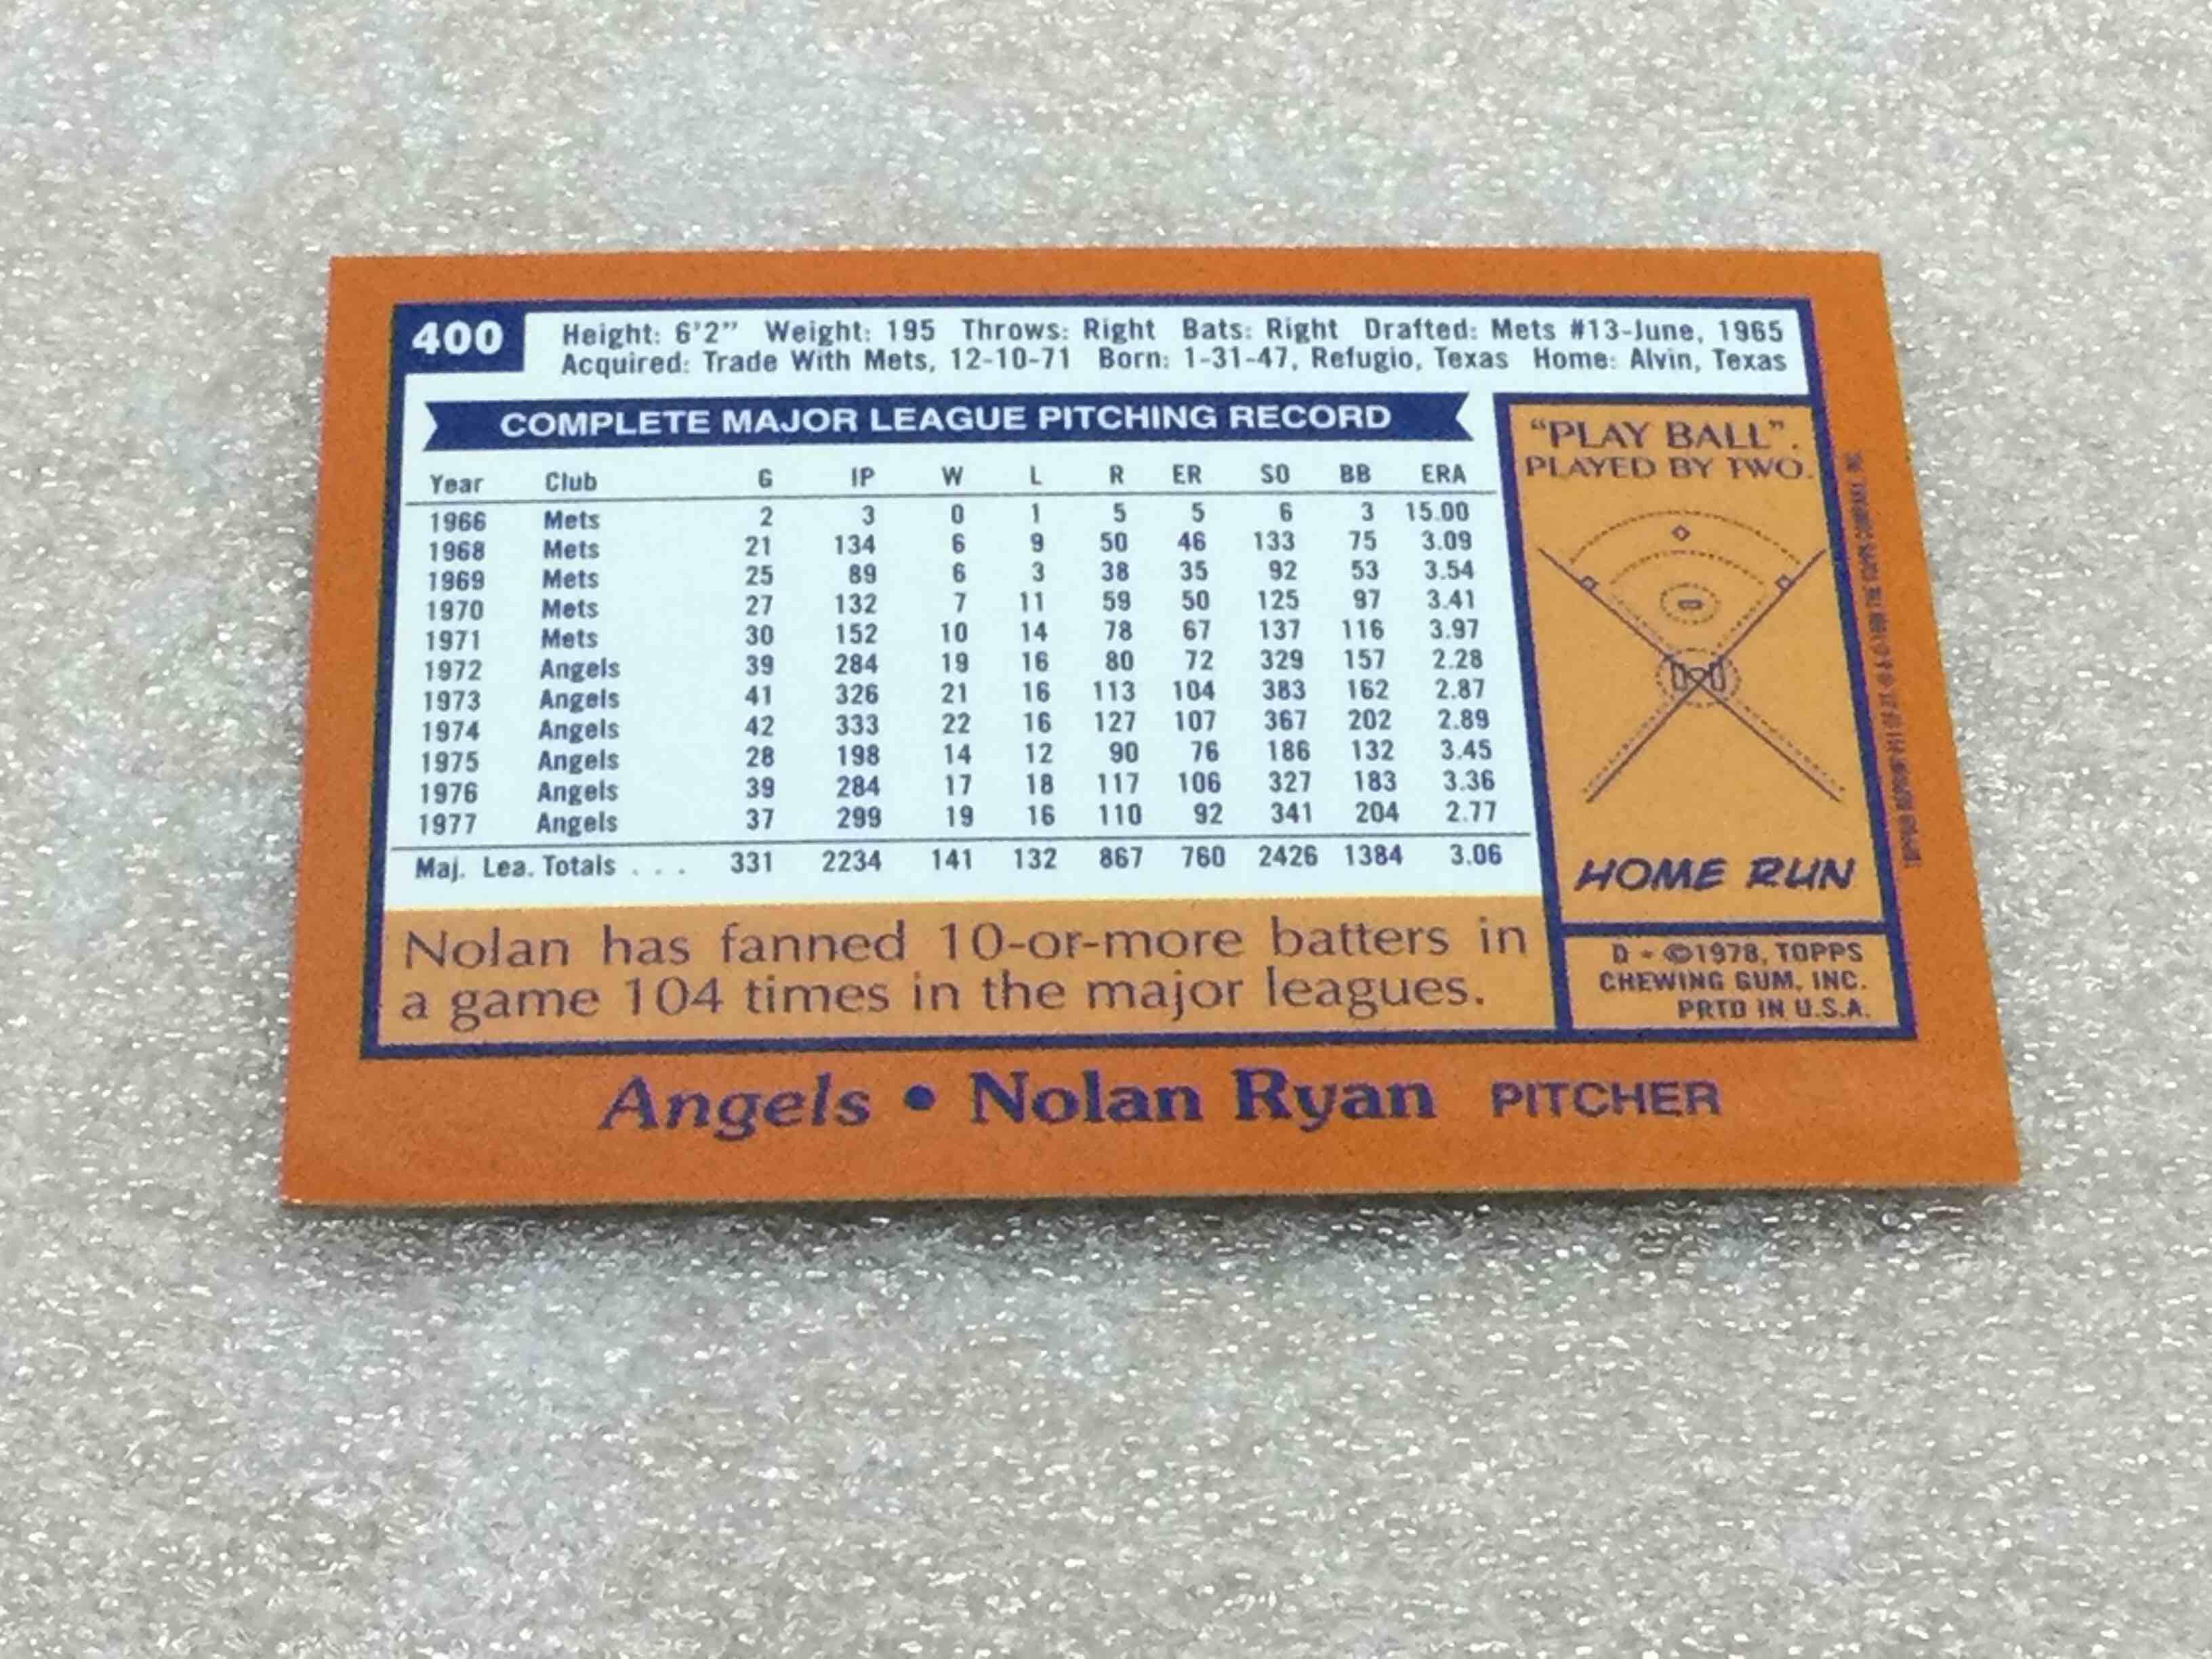 400
Height: 6'2" Weight: 195 Throws: Right Bats: Right Drafted: Mets #13-June, 1965
Acquired: Trade With Mets, 12-10-71 Born: 1-31-47, Refugio, Texas Home: Alvin, Texas
COMPLETE MAJOR LEAGUE PITCHING RECORD
Year Club G IP W L R ER SO BB ERA
1966 Mets 2 3 0 1 5 5 6 3 15.00
1968 Mets 21 134 6 9 50 46 133 75 3.09
1969 Mets 25 89 6 3 38 35 92 53 3.54
1970 Mets 27 132 7 11 59 50 125 97 3.41
1971 Mets 30 152 10 14 78 67 137 116 3.97
1972 Angels 39 284 19 16 80 72 329 157 2.28
1973 Angels 41 326 21 16 113 104 383 162 2.87
1974 Angels 42 333 22 16 127 107 367 202 2.89
1975 Angels 28 198 14 12 90 76 186 132 3.45
1976 Angels 39 284 17 18 117 106 327 183 3.36
1977 Angels 37 299 19 16 110 92 341 204 2.77
Maj. Lea. Totals . . . 331 2234 141 132 867 760 2426 1384 3.06
"PLAY BALL".
PLAYED BY TWO.
HOME RUN
Nolan has fanned 10-or-more batters in
a game 104 times in the major leagues.
D - ©1978, TOPPS
CHEWING GUM, INC.
PRTD IN U.S.A.
Angels • Nolan Ryan PITCHER